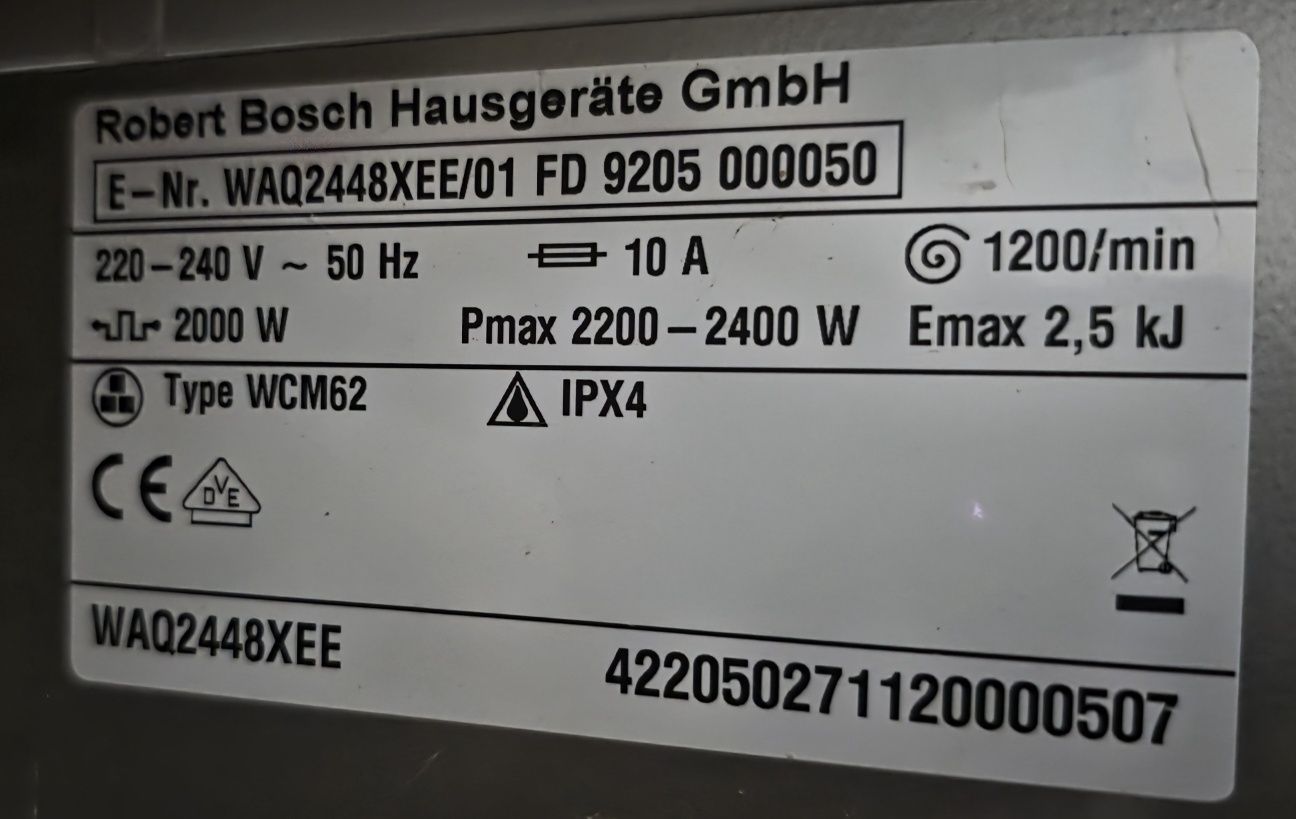 Robert Bosch Hausgeräte GmbH
E-Nr. WAQ2448XEE/01 FD 9205 000050
220-240 V ~ 50 Hz 10 A 1200/min
2000 W Pmax 2200-2400 W Emax 2,5 kJ
Type WCM62 IPX4
CE DVE
WAQ2448XEE 422050271120000507